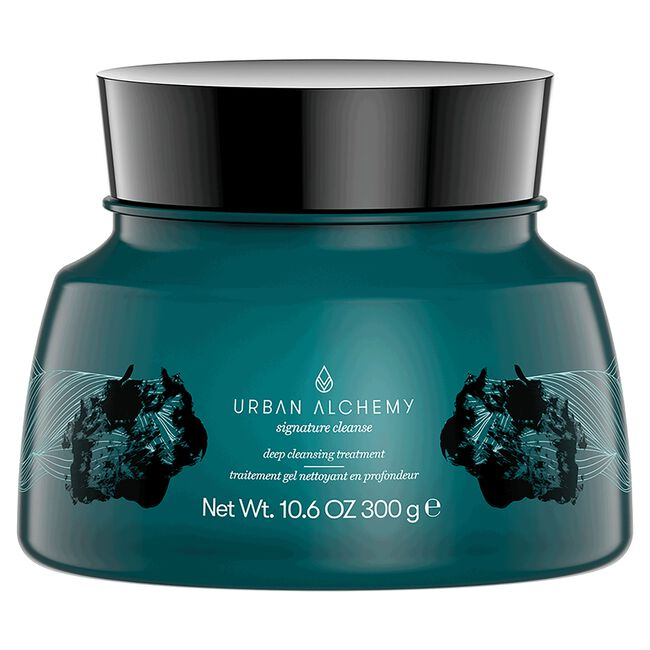 URBAN ALCHEMY
signature cleanse
deep cleansing treatment
traitement gel nettoyant en profondeur
Net Wt. 10.6 OZ 300 g ℮